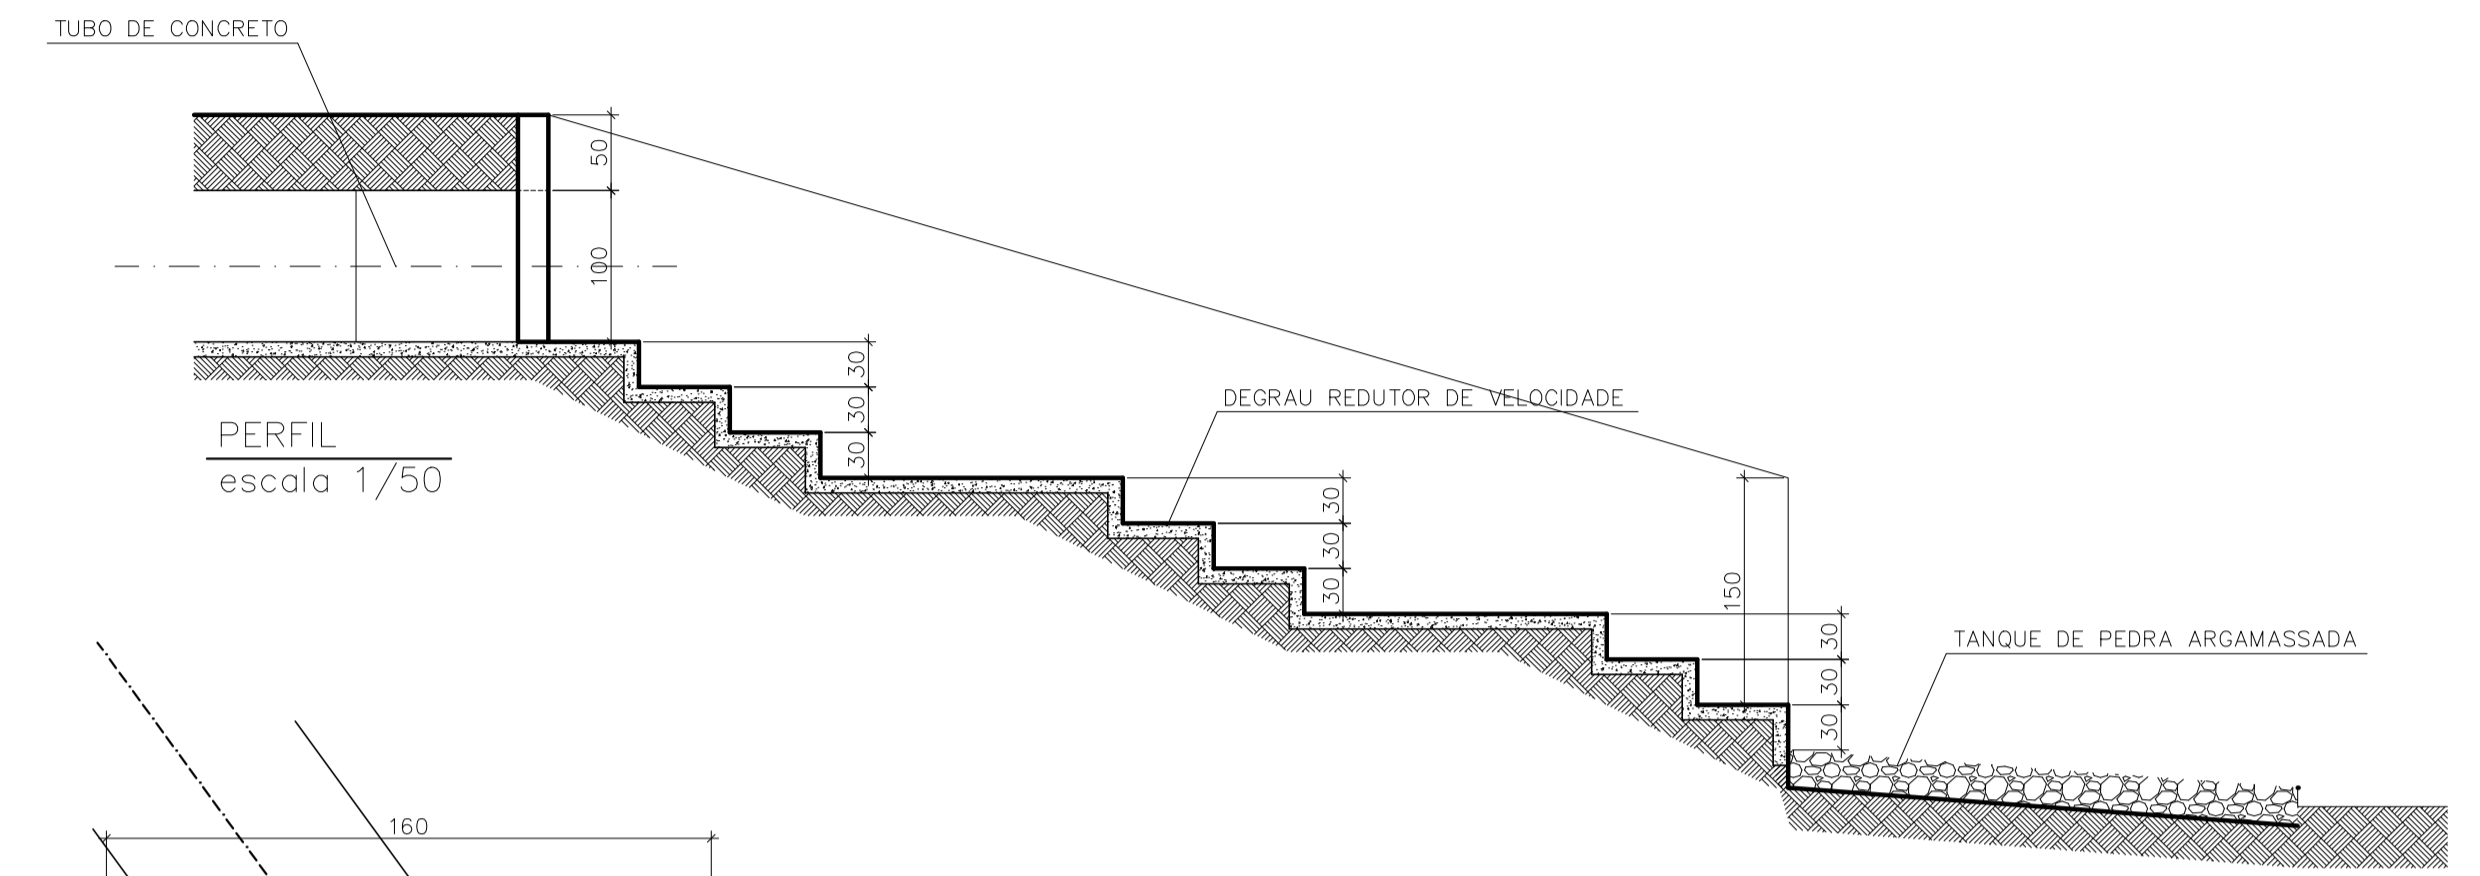 TUBO DE CONCRETO
50
100
30
30
30
DEGRAU REDUTOR DE VELOCIDADE
PERFIL
escala 1/50
30
30
30
150
30
30
30
TANQUE DE PEDRA ARGAMASSADA
160